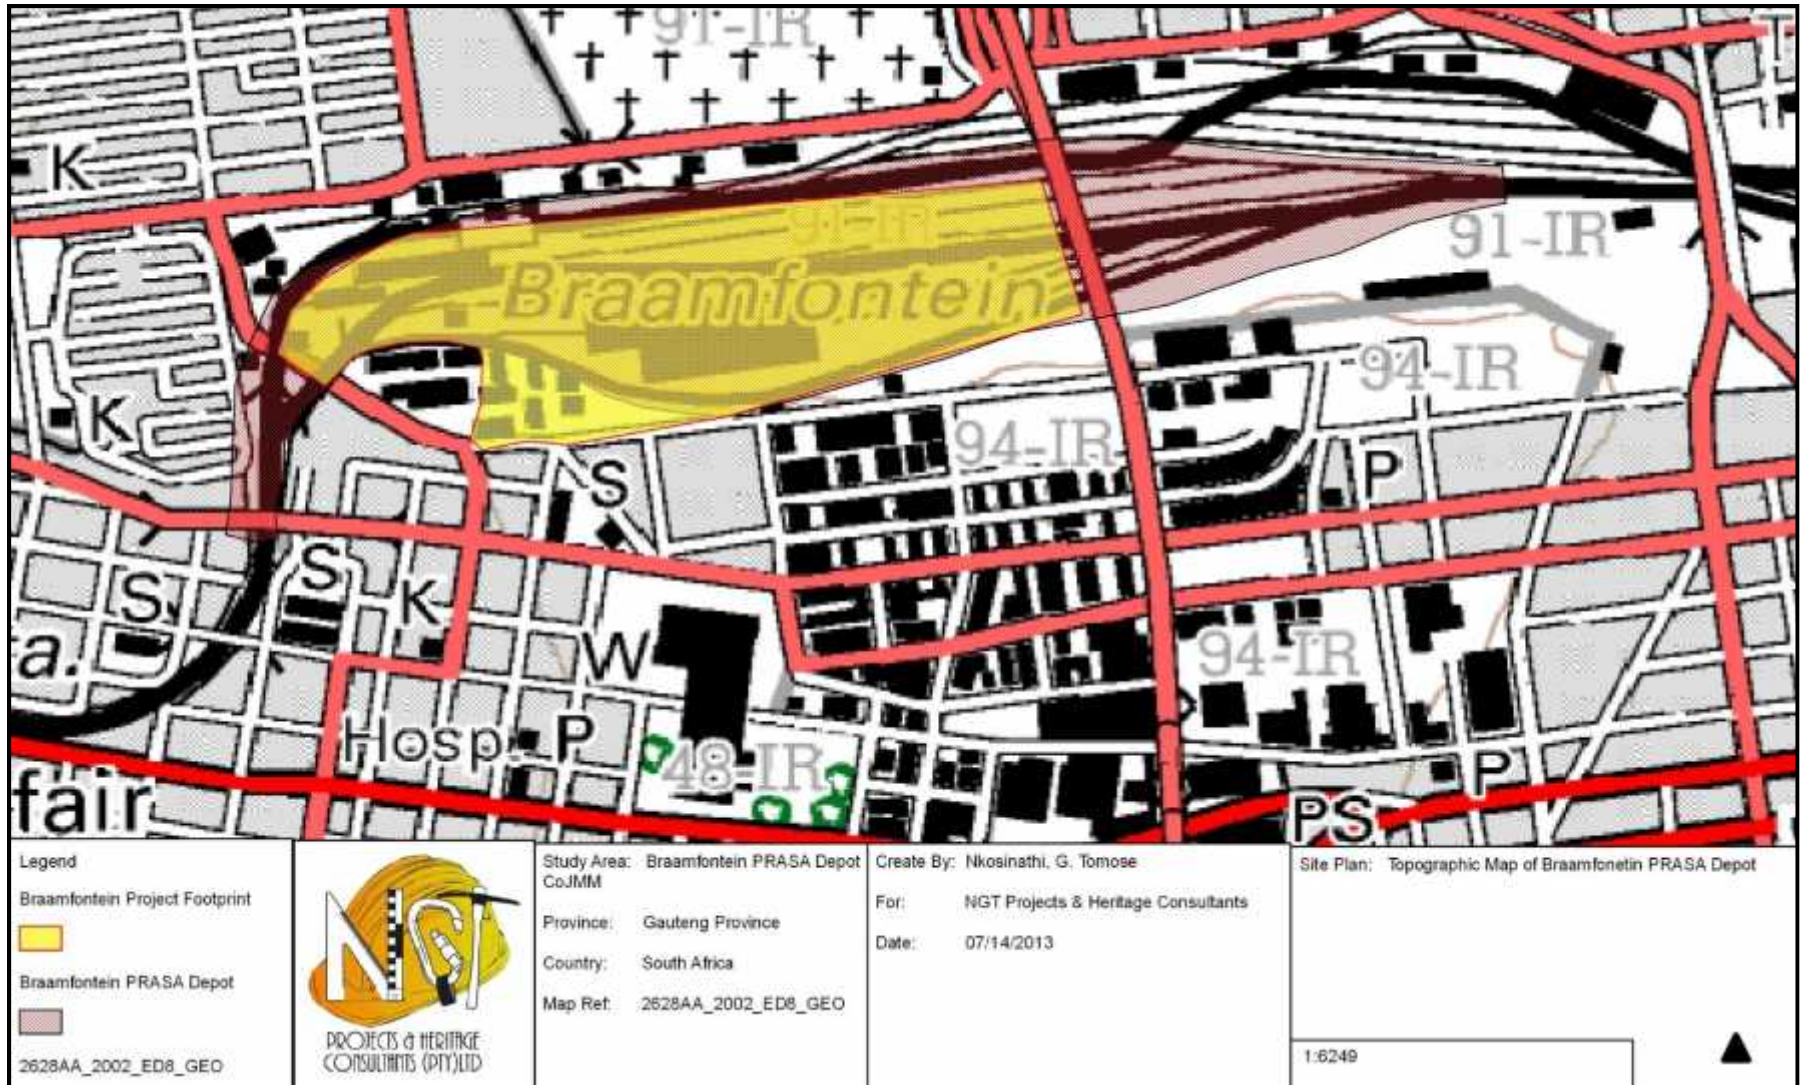 91-IR
T
K
91-IR
91-IR
Braamfontein
94-IR
K
94-IR
P
S
S
S
K
a.
W
94-IR
Hosp. P
48-IR
P
fair
PS
Legend
Braamfontein Project Footprint
Braamfontein PRASA Depot
2628AA_2002_ED8_GEO
NGT
PROJECTS & HERITAGE
CONSULTANTS (PTY)LTD
Study Area: Braamfontein PRASA Depot
CoJMM
Province: Gauteng Province
Country: South Africa
Map Ref: 2628AA_2002_ED8_GEO
Create By: Nkosinathi, G. Tomose
For: NGT Projects & Heritage Consultants
Date: 07/14/2013
Site Plan: Topographic Map of Braamfonetin PRASA Depot
1:6249